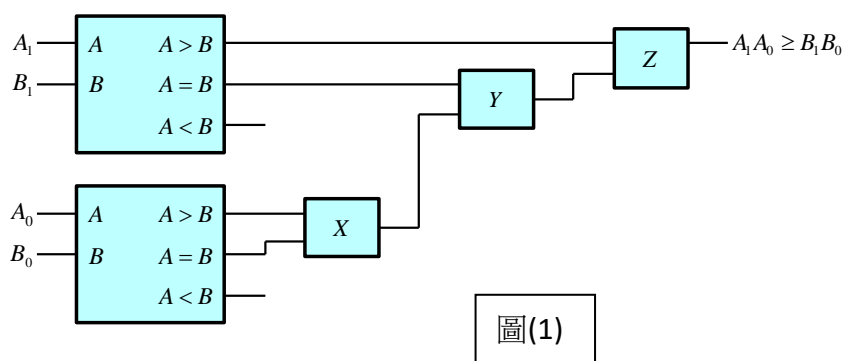 A₁ A A > B Z A₁A₀ ≥ B₁B₀
B₁ B A = B Y
A < B
A₀ A A > B X
B₀ B A = B
A < B
圖(1)